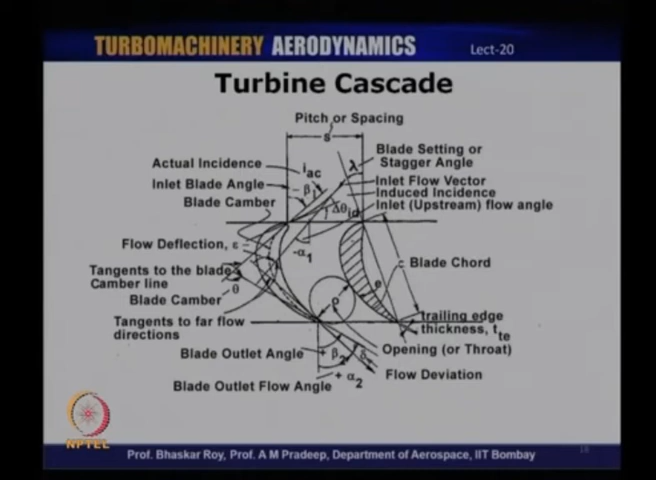 TURBOMACHINERY AERODYNAMICS Lect-20
Turbine Cascade
Pitch or Spacing
s
Actual Incidence
i ac
Blade Setting or
Stagger Angle
λ
Inlet Blade Angle
- β1
Inlet Flow Vector
Induced Incidence
Inlet (Upstream) flow angle
Δθid
Blade Camber
Flow Deflection, ε
-α1
Tangents to the blade
Camber line
- θ
c Blade Chord
e
Blade Camber
o
Tangents to far flow
directions
trailing edge
thickness, t te
Opening (or Throat)
Blade Outlet Angle
+ β2
δ
Flow Deviation
Blade Outlet Flow Angle
+ α2
NPTEL
Prof. Bhaskar Roy, Prof. A M Pradeep, Department of Aerospace, IIT Bombay
18